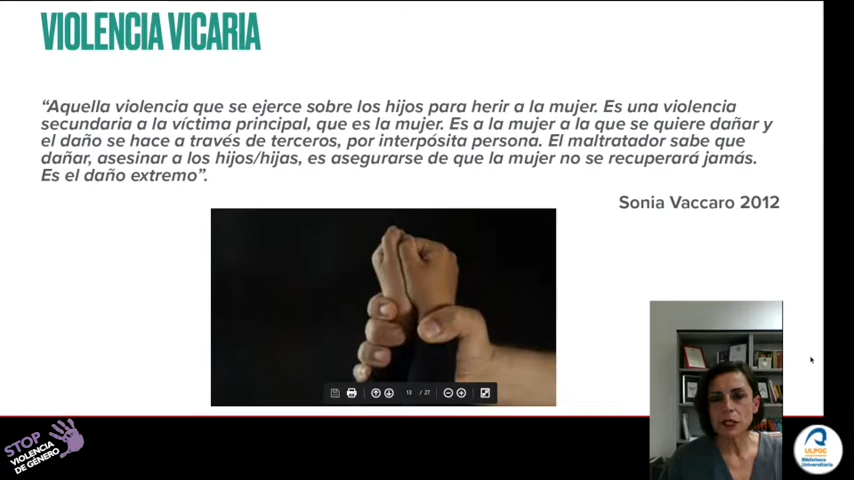 VIOLENCIA VICARIA
“Aquella violencia que se ejerce sobre los hijos para herir a la mujer. Es una violencia
secundaria a la víctima principal, que es la mujer. Es a la mujer a la que se quiere dañar y
el daño se hace a través de terceros, por interpósita persona. El maltratador sabe que
dañar, asesinar a los hijos/hijas, es asegurarse de que la mujer no se recuperará jamás.
Es el daño extremo”.
Sonia Vaccaro 2012
13 / 27
STOP
VIOLENCIA
DE GÉNERO
ULPGC
Biblioteca
Universitaria